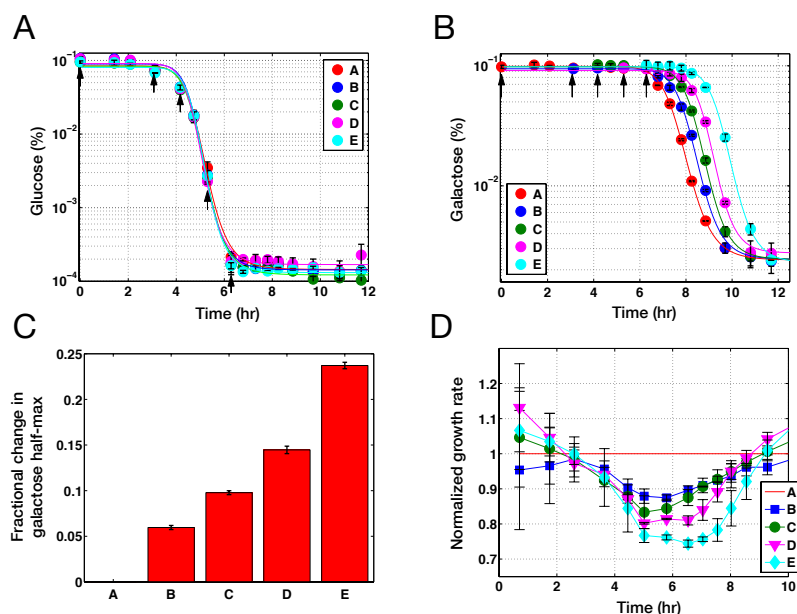 A
Glucose (%)
10⁻¹
10⁻²
10⁻³
10⁻⁴
0 2 4 6 8 10 12
Time (hr)
A
B
C
D
E
B
Galactose (%)
10⁻¹
10⁻²
0 2 4 6 8 10 12
Time (hr)
A
B
C
D
E
C
Fractional change in
galactose half-max
0.25
0.2
0.15
0.1
0.05
0
A B C D E
D
Normalized growth rate
1.2
1.1
1
0.9
0.8
0.7
0 2 4 6 8 10
Time (hr)
A
B
C
D
E